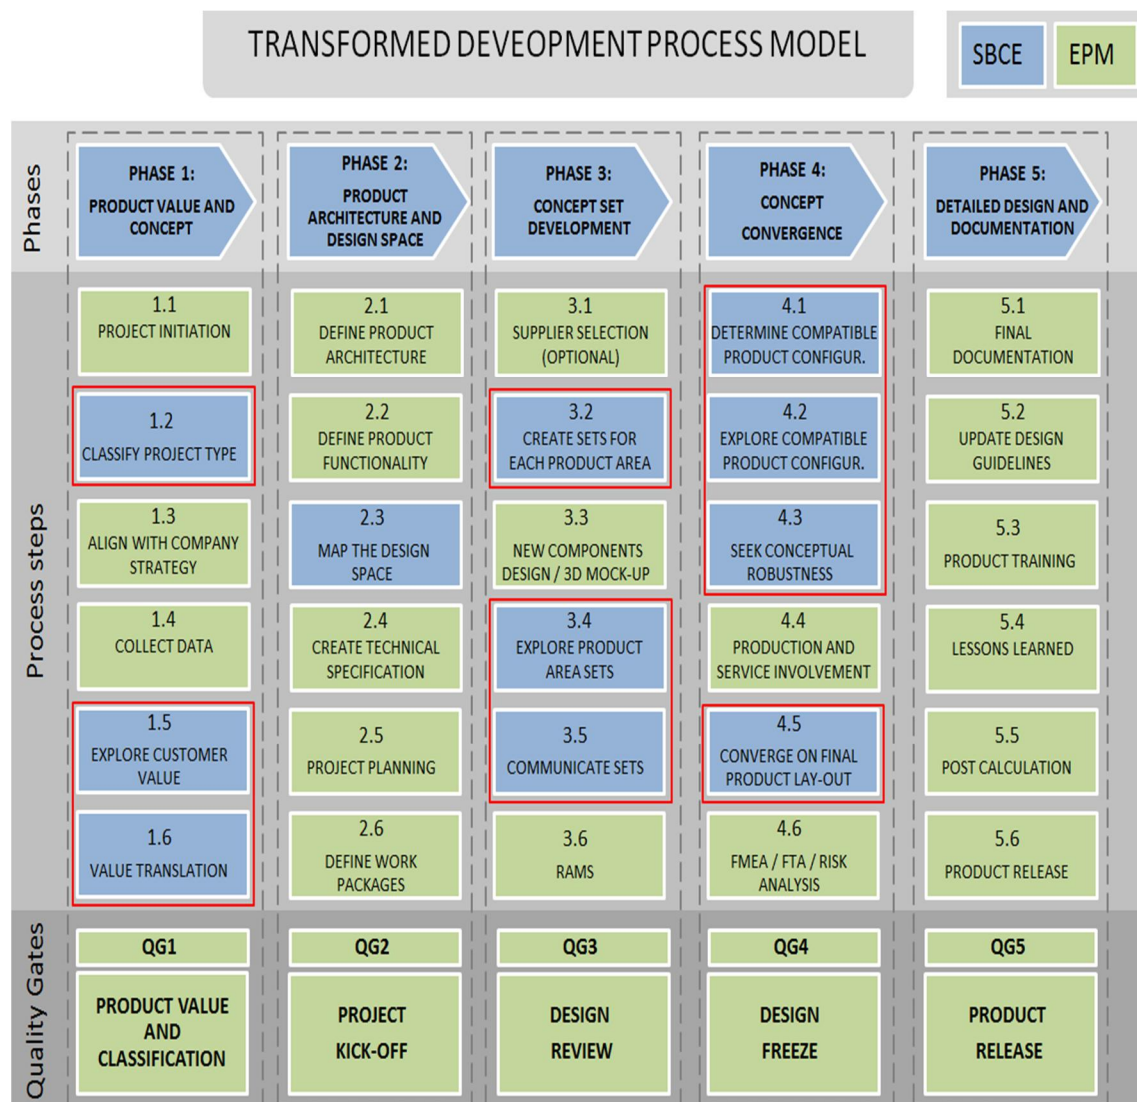 TRANSFORMED DEVEOPMENT PROCESS MODEL
SBCE
EPM
Phases
PHASE 1:
PRODUCT VALUE AND
CONCEPT
PHASE 2:
PRODUCT
ARCHITECTURE AND
DESIGN SPACE
PHASE 3:
CONCEPT SET
DEVELOPMENT
PHASE 4:
CONCEPT
CONVERGENCE
PHASE 5:
DETAILED DESIGN AND
DOCUMENTATION
Process steps
1.1
PROJECT INITIATION
2.1
DEFINE PRODUCT
ARCHITECTURE
3.1
SUPPLIER SELECTION
(OPTIONAL)
4.1
DETERMINE COMPATIBLE
PRODUCT CONFIGUR.
5.1
FINAL
DOCUMENTATION
1.2
CLASSIFY PROJECT TYPE
2.2
DEFINE PRODUCT
FUNCTIONALITY
3.2
CREATE SETS FOR
EACH PRODUCT AREA
4.2
EXPLORE COMPATIBLE
PRODUCT CONFIGUR.
5.2
UPDATE DESIGN
GUIDELINES
1.3
ALIGN WITH COMPANY
STRATEGY
2.3
MAP THE DESIGN
SPACE
3.3
NEW COMPONENTS
DESIGN / 3D MOCK-UP
4.3
SEEK CONCEPTUAL
ROBUSTNESS
5.3
PRODUCT TRAINING
1.4
COLLECT DATA
2.4
CREATE TECHNICAL
SPECIFICATION
3.4
EXPLORE PRODUCT
AREA SETS
4.4
PRODUCTION AND
SERVICE INVOLVEMENT
5.4
LESSONS LEARNED
1.5
EXPLORE CUSTOMER
VALUE
2.5
PROJECT PLANNING
3.5
COMMUNICATE SETS
4.5
CONVERGE ON FINAL
PRODUCT LAY-OUT
5.5
POST CALCULATION
1.6
VALUE TRANSLATION
2.6
DEFINE WORK
PACKAGES
3.6
RAMS
4.6
FMEA / FTA / RISK
ANALYSIS
5.6
PRODUCT RELEASE
Quality Gates
QG1
QG2
QG3
QG4
QG5
PRODUCT VALUE
AND
CLASSIFICATION
PROJECT
KICK-OFF
DESIGN
REVIEW
DESIGN
FREEZE
PRODUCT
RELEASE